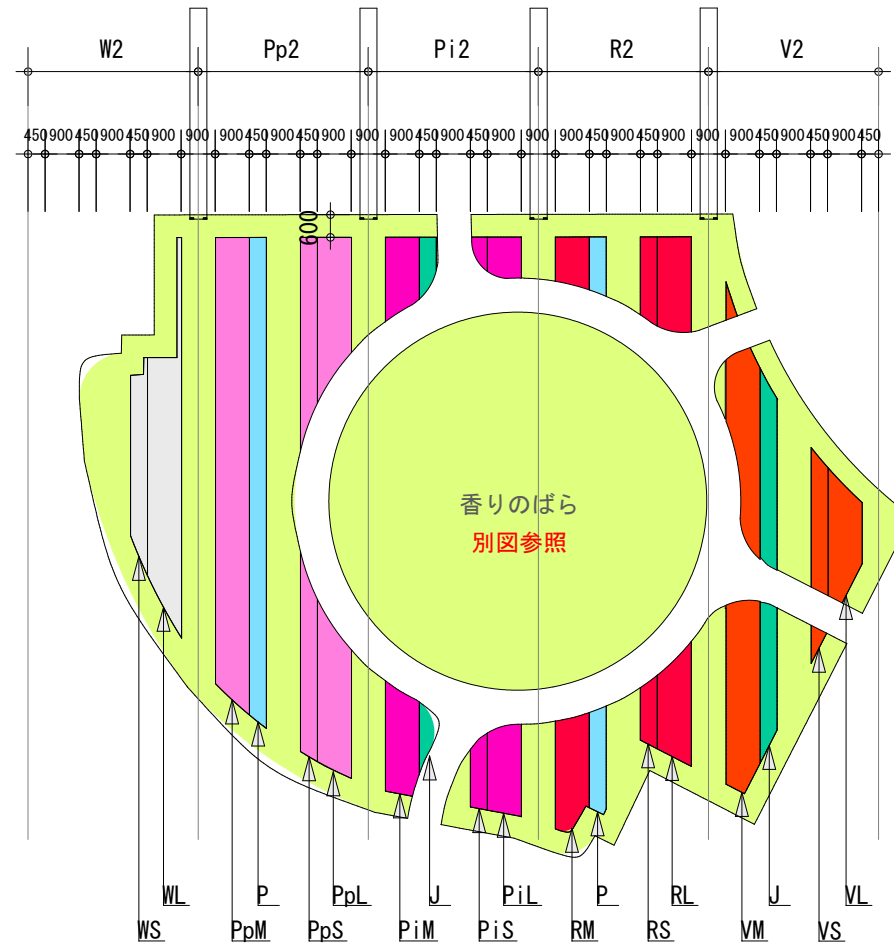 W2 Pp2 Pi2 R2 V2
450 900 450 900 450 900 900 900 450 900 450 900 900 900 450 900 450 900 900 900 450 900 450 900 900 900 450 900 450 900 450
600
香りのばら
別図参照
WL P PpL J PiL P RL J VL
WS PpM PpS PiM PiS RM RS VM VS